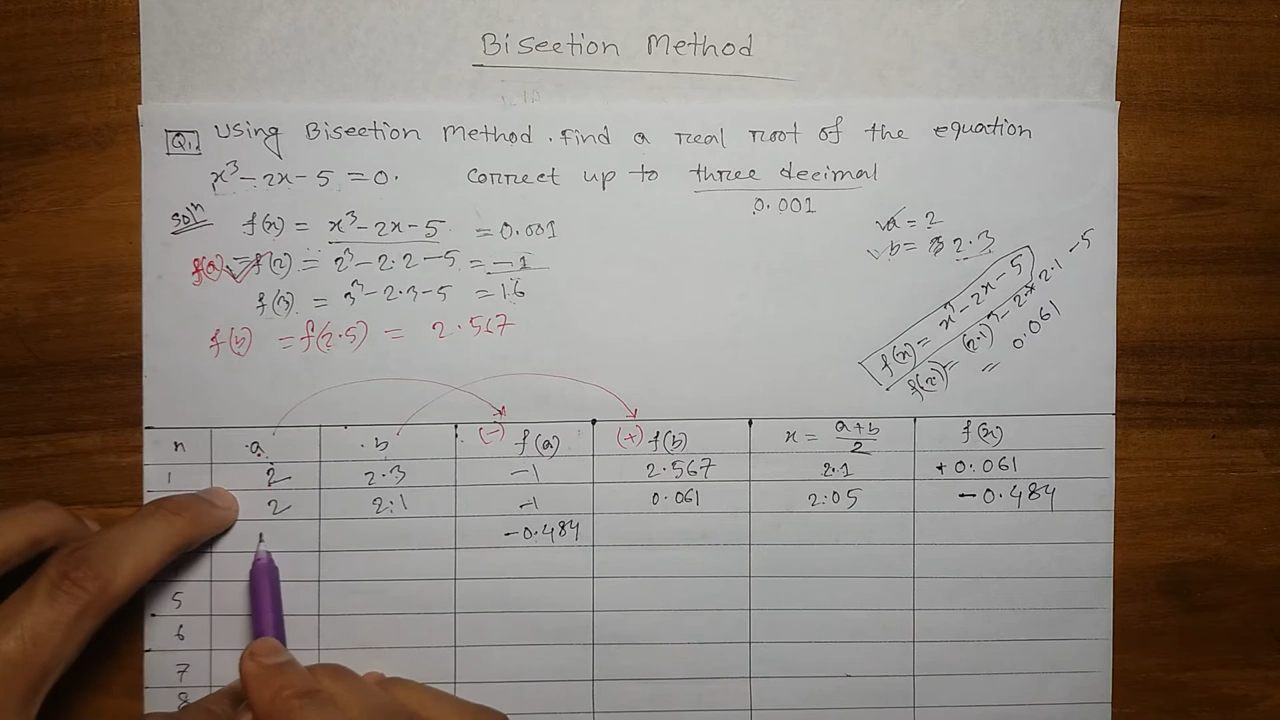 Bisection Method
Q1. Using Bisection Method. Find a real root of the equation
x³-2x-5 = 0. Correct up to three decimal
0.001
Solⁿ f(x) = x³-2x-5 = 0.001
f(a) = f(2) = 2³-2·2-5 = -1
f(3) = 3³-2·3-5 = 16
f(b) = f(2.5) = 2.567
a = 2
b = 3 2.3
f(x) = x³-2x-5
f(x) = (2.1)³-2×2.1-5
= 0.061
n a b (-) f(a) (+) f(b) x = a+b/2 f(x)
1 2 2.3 -1 2.567 2.1 +0.061
2 2.1 -1 0.061 2.05 -0.484
-0.484
5
6
7
8